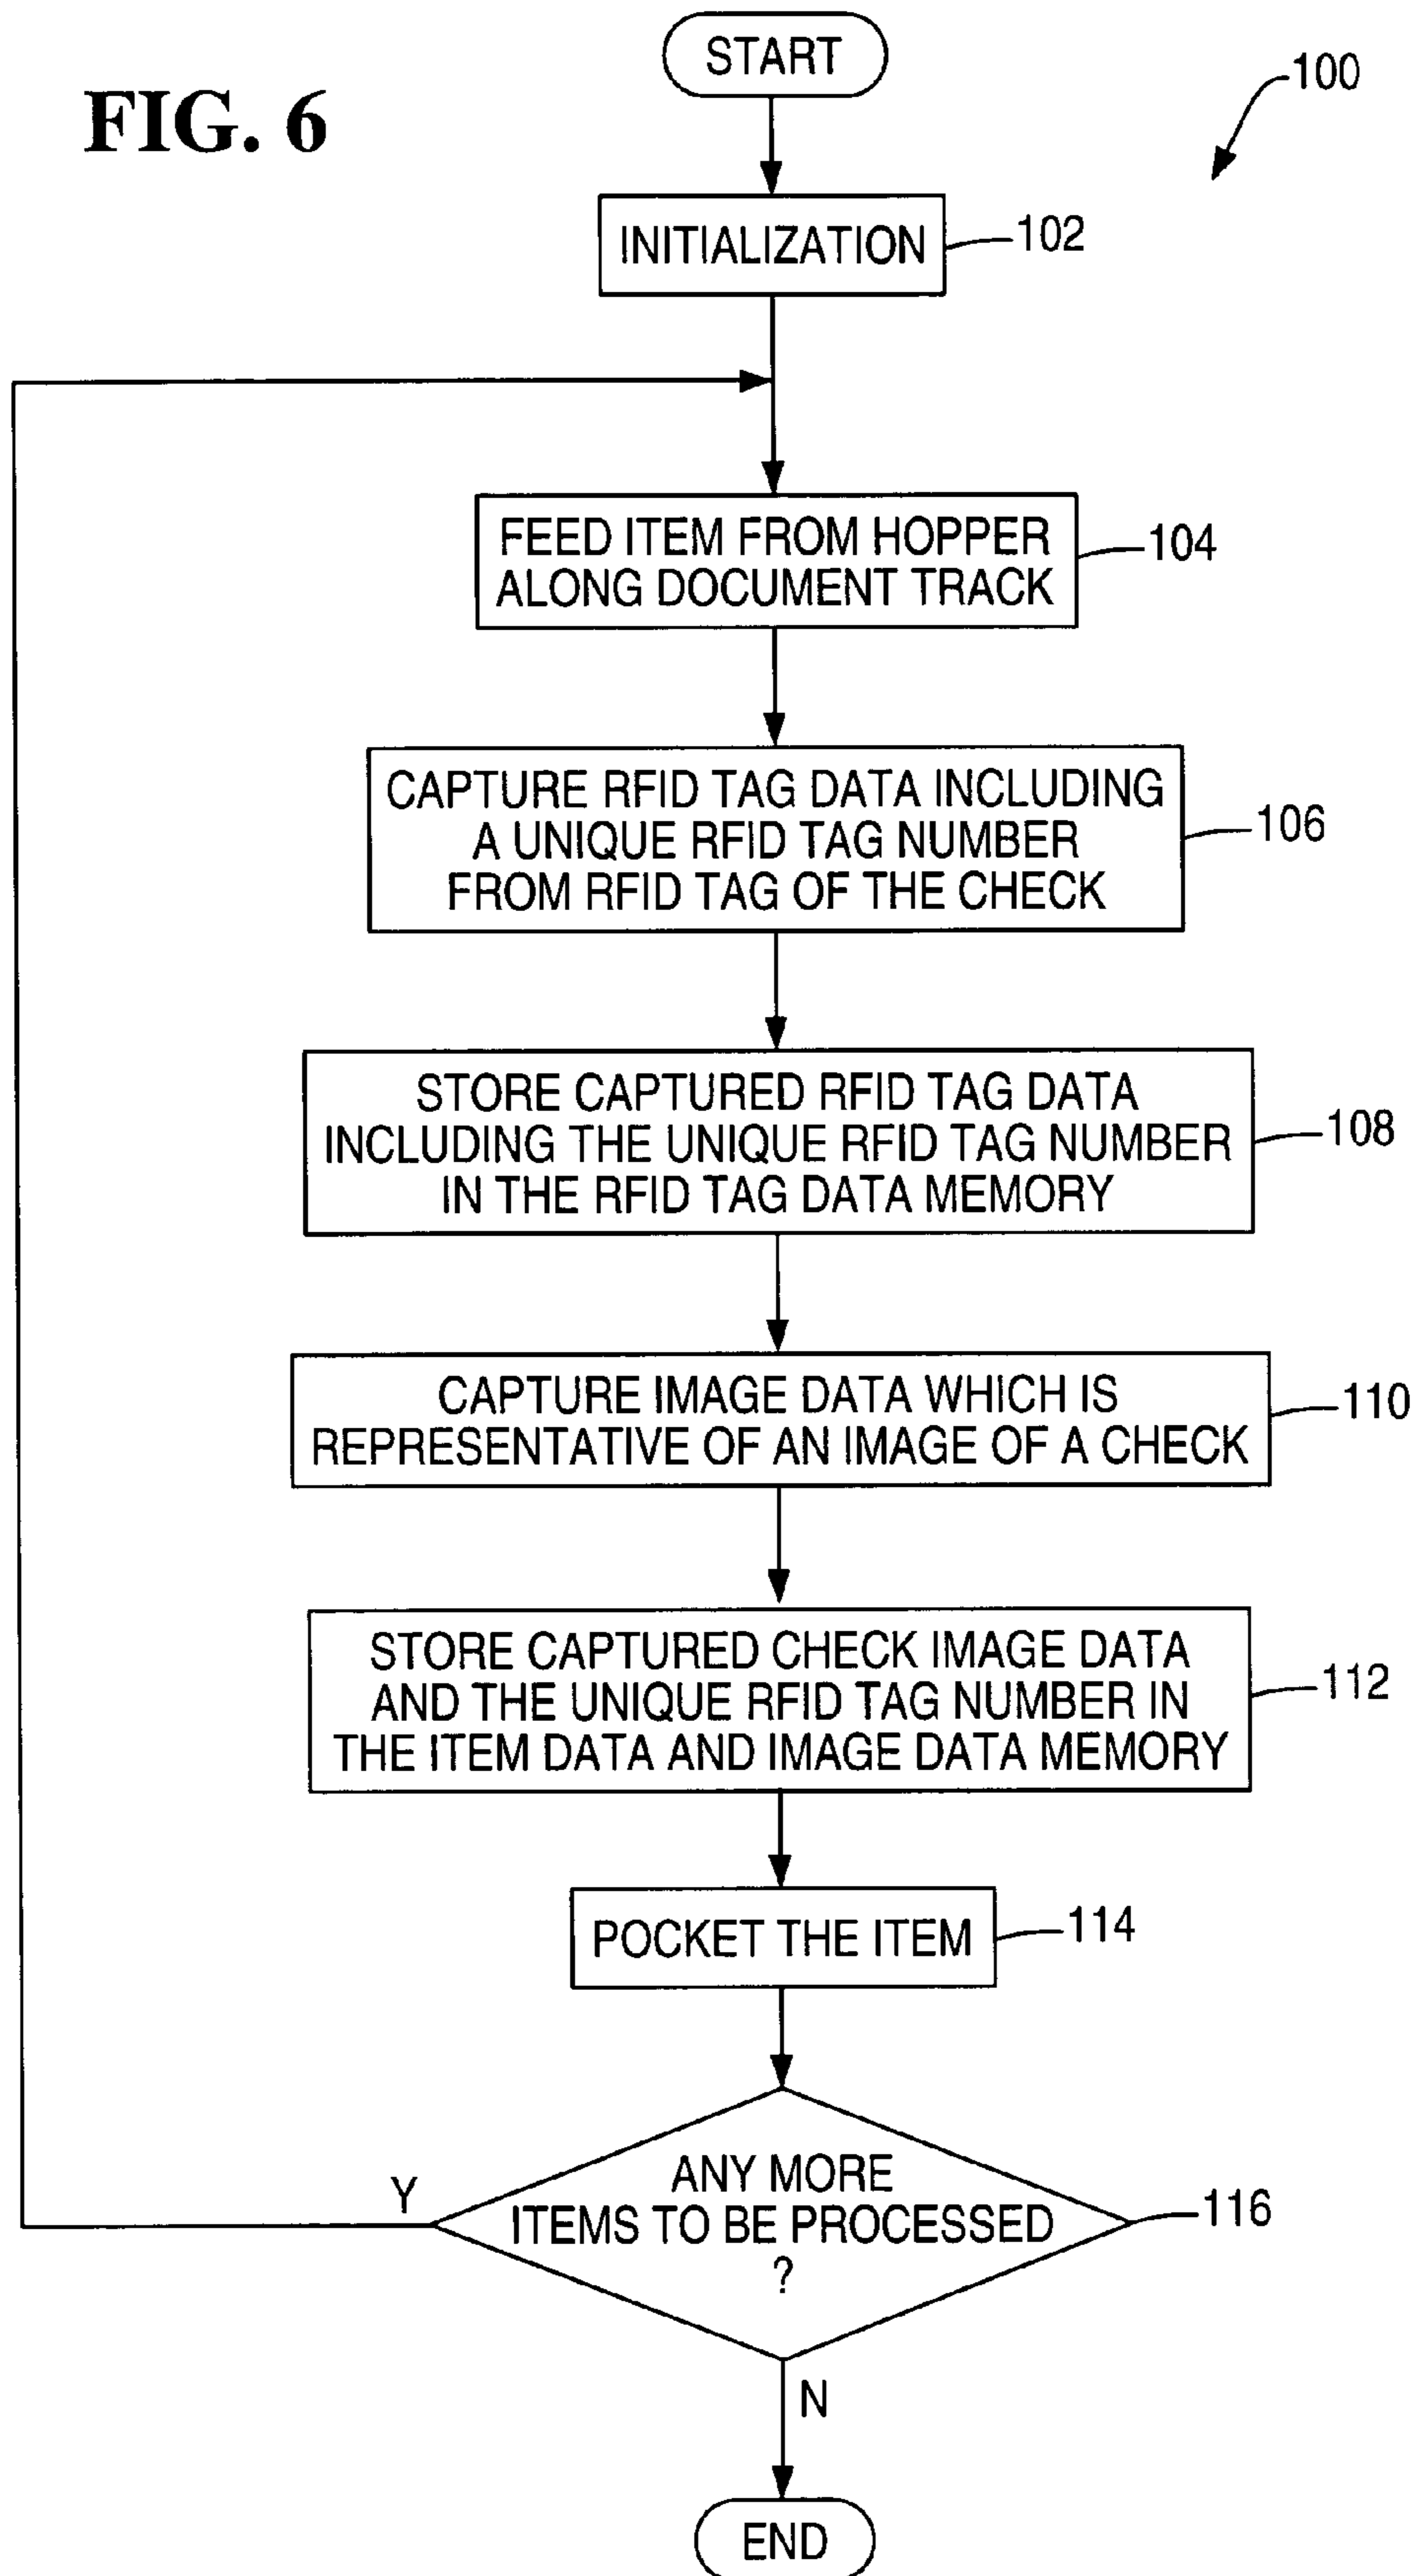 FIG. 6
START
100
INITIALIZATION
102
FEED ITEM FROM HOPPER
ALONG DOCUMENT TRACK
104
CAPTURE RFID TAG DATA INCLUDING
A UNIQUE RFID TAG NUMBER
FROM RFID TAG OF THE CHECK
106
STORE CAPTURED RFID TAG DATA
INCLUDING THE UNIQUE RFID TAG NUMBER
IN THE RFID TAG DATA MEMORY
108
CAPTURE IMAGE DATA WHICH IS
REPRESENTATIVE OF AN IMAGE OF A CHECK
110
STORE CAPTURED CHECK IMAGE DATA
AND THE UNIQUE RFID TAG NUMBER IN
THE ITEM DATA AND IMAGE DATA MEMORY
112
POCKET THE ITEM
114
ANY MORE
ITEMS TO BE PROCESSED
?
116
Y
N
END